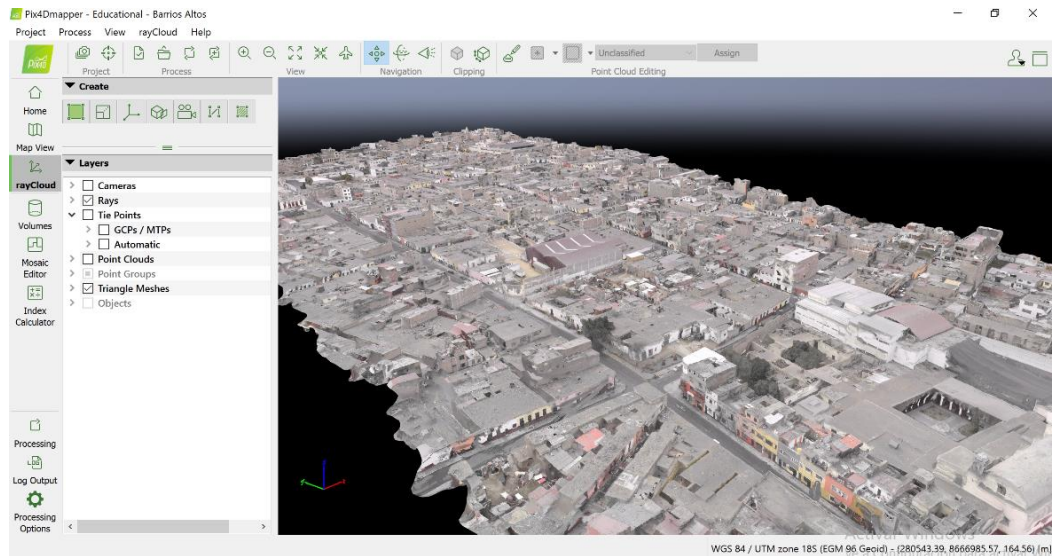 Pix4Dmapper - Educational - Barrios Altos
Project Process View rayCloud Help
Project Process View Navigation Clipping Point Cloud Editing
Unclassified Assign
Home
Map View
rayCloud
Volumes
Mosaic
Editor
Index
Calculator
Processing
Log Output
Processing
Options
Create
Layers
Cameras
Rays
Tie Points
GCPs / MTPs
Automatic
Point Clouds
Point Groups
Triangle Meshes
Objects
Activar Windows
WGS 84 / UTM zone 18S (EGM 96 Geoid) - (280543.39, 8666985.57, 164.56) [m]